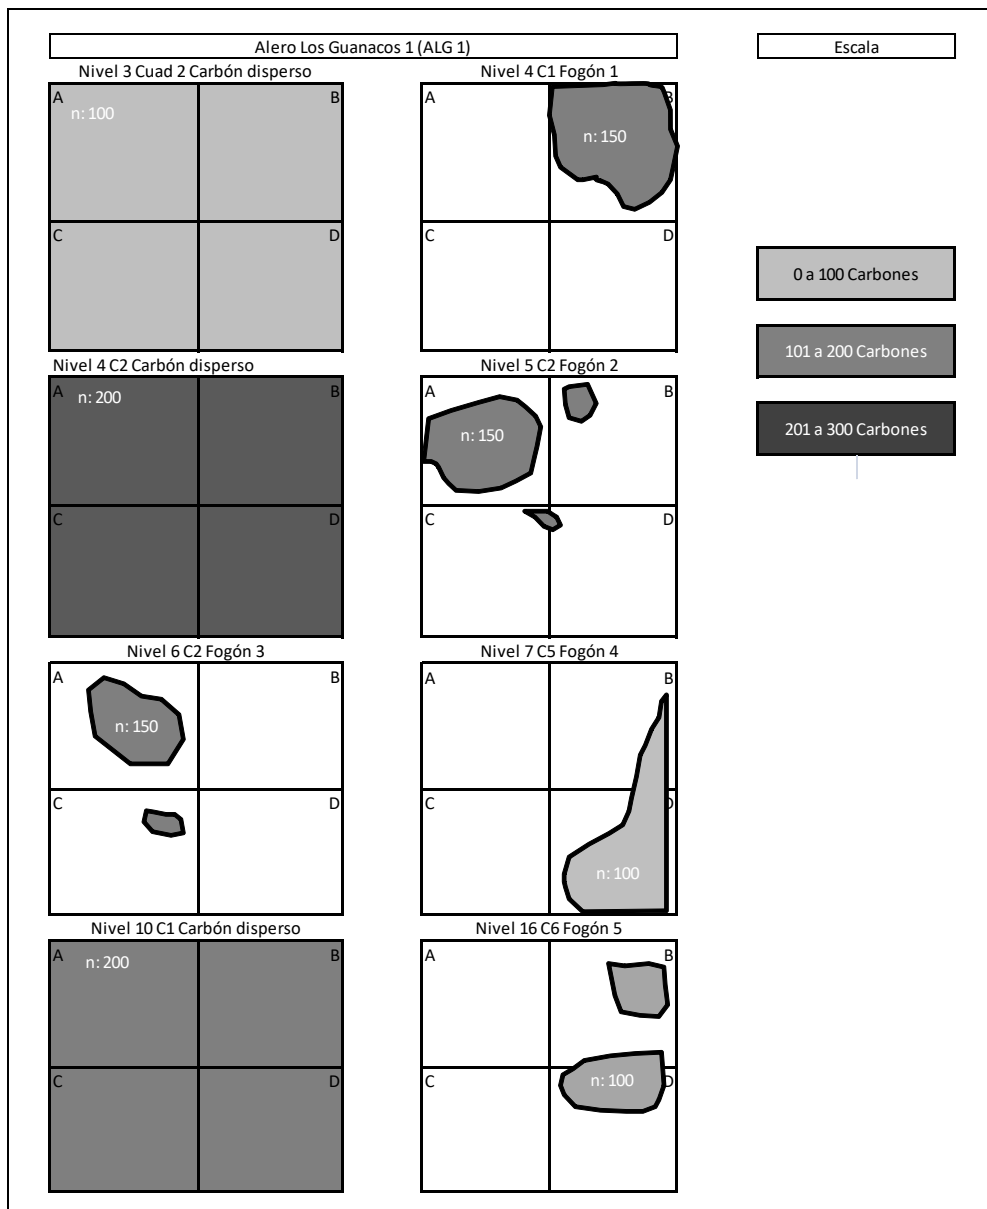 Alero Los Guanacos 1 (ALG 1)
Escala
Nivel 3 Cuad 2 Carbón disperso
A
B
n: 100
C
D
Nivel 4 C1 Fogón 1
A
B
n: 150
C
D
0 a 100 Carbones
101 a 200 Carbones
201 a 300 Carbones
Nivel 4 C2 Carbón disperso
A
B
n: 200
C
D
Nivel 5 C2 Fogón 2
A
B
n: 150
C
D
Nivel 6 C2 Fogón 3
A
B
n: 150
C
D
Nivel 7 C5 Fogón 4
A
B
C
D
n: 100
Nivel 10 C1 Carbón disperso
A
B
n: 200
C
D
Nivel 16 C6 Fogón 5
A
B
C
D
n: 100